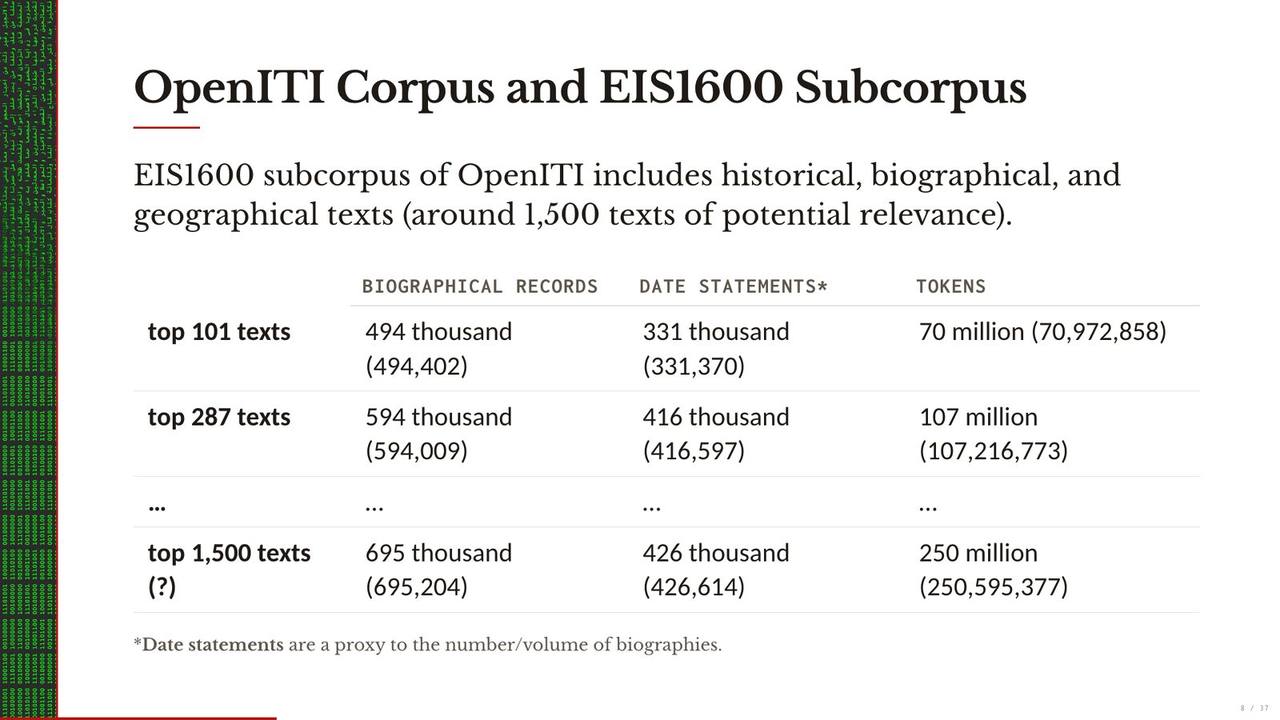 OpenITI Corpus and EIS1600 Subcorpus
EIS1600 subcorpus of OpenITI includes historical, biographical, and
geographical texts (around 1,500 texts of potential relevance).
BIOGRAPHICAL RECORDS DATE STATEMENTS* TOKENS
top 101 texts 494 thousand 331 thousand 70 million (70,972,858)
(494,402) (331,370)
top 287 texts 594 thousand 416 thousand 107 million
(594,009) (416,597) (107,216,773)
... ... ... ...
top 1,500 texts 695 thousand 426 thousand 250 million
(?) (695,204) (426,614) (250,595,377)
*Date statements are a proxy to the number/volume of biographies.
8 / 37